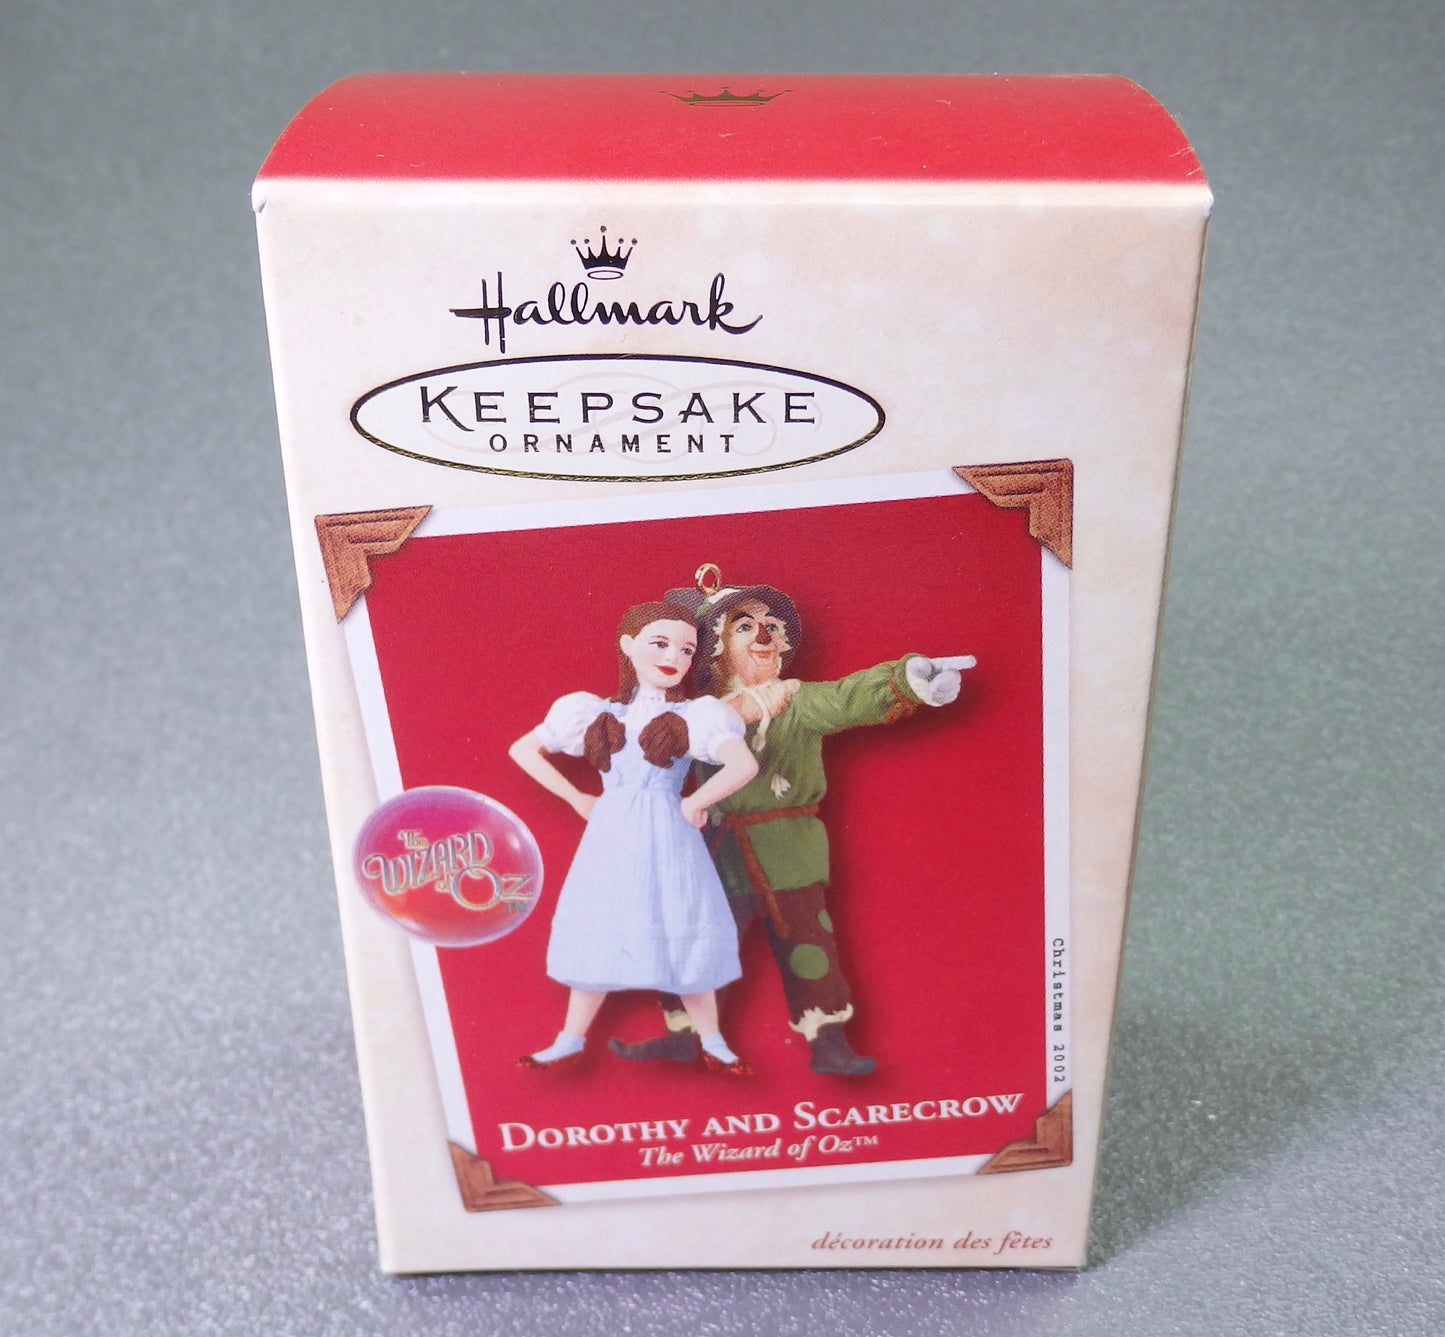 Hallmark
KEEPSAKE
ORNAMENT
The
WIZARD
of OZ
TM
Christmas 2002
DOROTHY AND SCARECROW
The Wizard of Oz™
décoration des fêtes